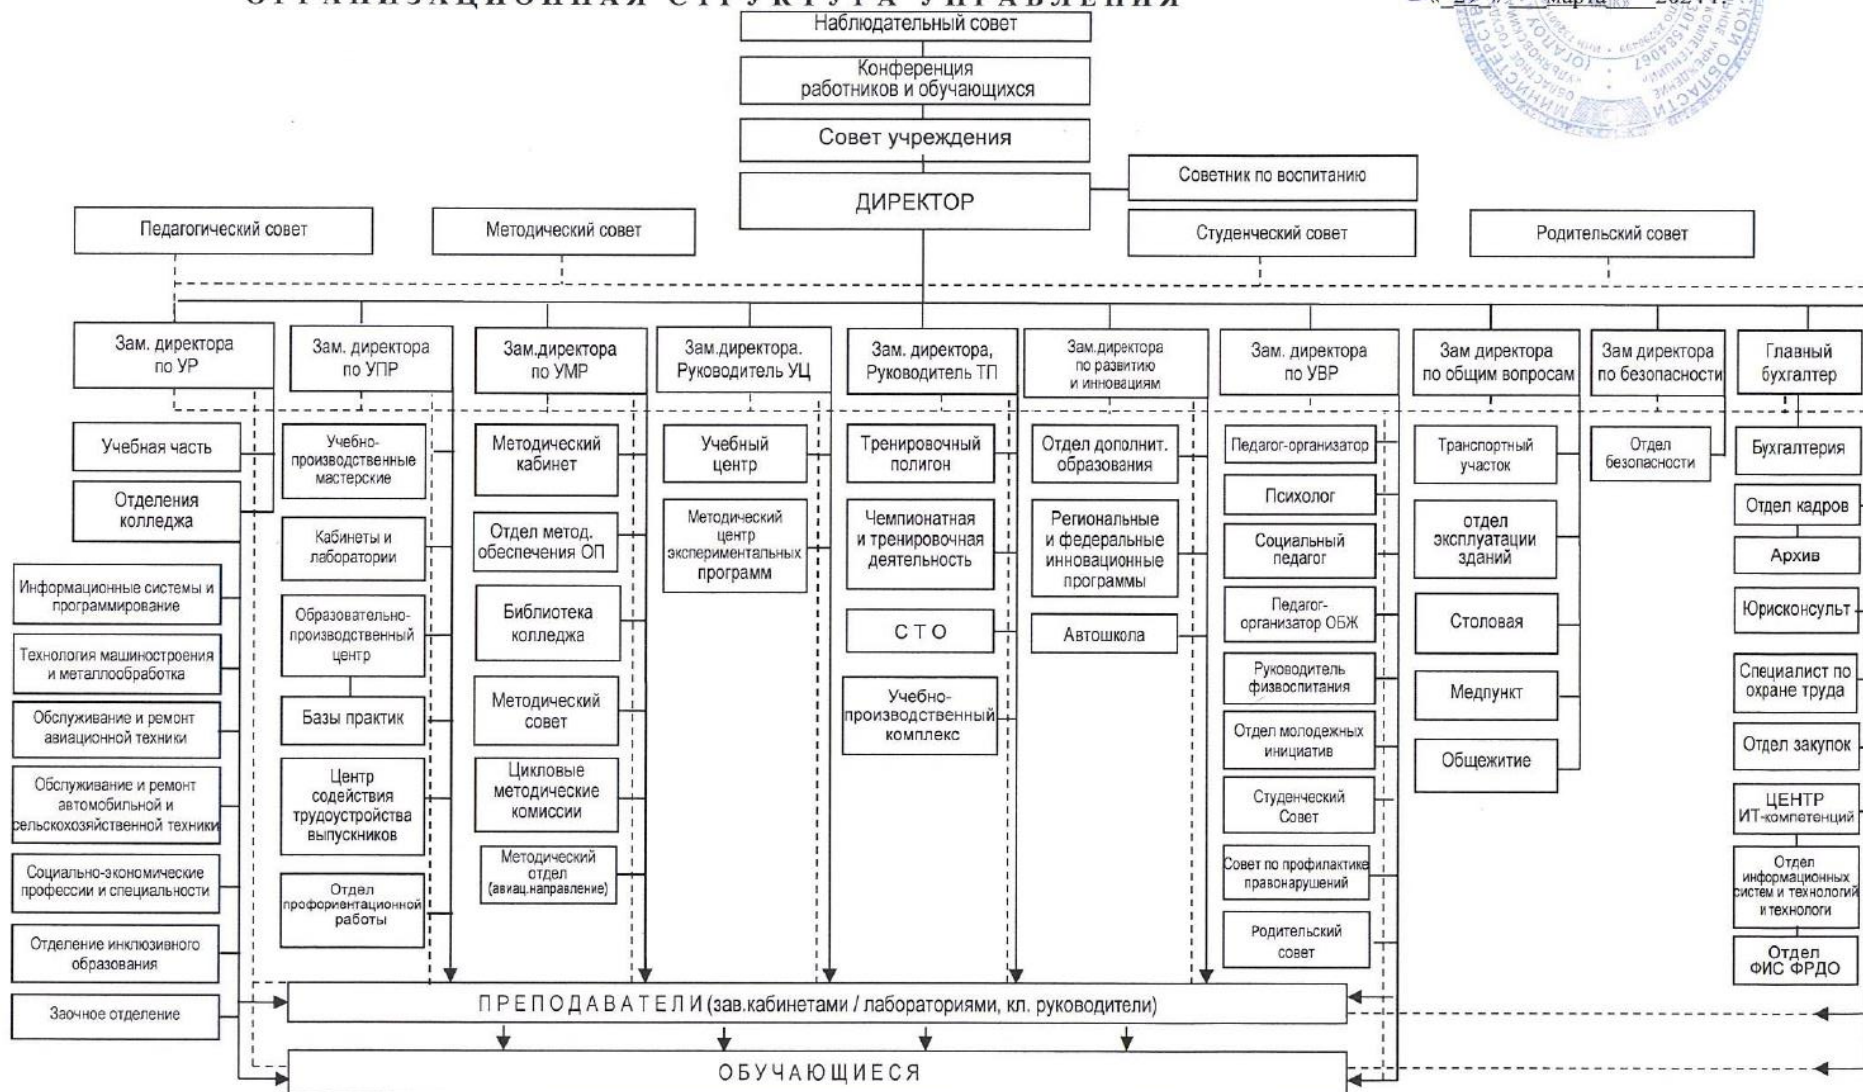 ОРГАНИЗАЦИОННАЯ СТРУКТУРА УПРАВЛЕНИЯ
« 29 » марта 2024 г.
Наблюдательный совет
Конференция
работников и обучающихся
Совет учреждения
ДИРЕКТОР
Советник по воспитанию
Педагогический совет
Методический совет
Студенческий совет
Родительский совет
Зам. директора
по УР
Зам. директора
по УПР
Зам.директора
по УМР
Зам.директора.
Руководитель УЦ
Зам. директора,
Руководитель ТП
Зам.директора
по развитию
и инновациям
Зам. директора
по УВР
Зам директора
по общим вопросам
Зам директора
по безопасности
Главный
бухгалтер
Учебная часть
Отделения
колледжа
Информационные системы и
программирование
Технология машиностроения
и металлообработка
Обслуживание и ремонт
авиационной техники
Обслуживание и ремонт
автомобильной и
сельскохозяйственной техники
Социально-экономические
профессии и специальности
Отделение инклюзивного
образования
Заочное отделение
Учебно-
производственные
мастерские
Кабинеты и
лаборатории
Образовательно-
производственный
центр
Базы практик
Центр
содействия
трудоустройства
выпускников
Отдел
профориентационной
работы
Методический
кабинет
Отдел метод.
обеспечения ОП
Библиотека
колледжа
Методический
совет
Цикловые
методические
комиссии
Методический
отдел
(авиац.направление)
Учебный
центр
Методический
центр
экспериментальных
программ
Тренировочный
полигон
Чемпионатная
и тренировочная
деятельность
С Т О
Учебно-
производственный
комплекс
Отдел дополнит.
образования
Региональные
и федеральные
инновационные
программы
Автошкола
Педагог-организатор
Психолог
Социальный
педагог
Педагог-
организатор ОБЖ
Руководитель
физвоспитания
Отдел молодежных
инициатив
Студенческий
Совет
Совет по профилактике
правонарушений
Родительский
совет
Транспортный
участок
отдел
эксплуатации
зданий
Столовая
Медпункт
Общежитие
Отдел
безопасности
Бухгалтерия
Отдел кадров
Архив
Юрисконсульт
Специалист по
охране труда
Отдел закупок
ЦЕНТР
ИТ-компетенций
Отдел
информационных
систем и технологий
и технологи
Отдел
ФИС ФРДО
ПРЕПОДАВАТЕЛИ (зав.кабинетами / лабораториями, кл. руководители)
ОБУЧАЮЩИЕСЯ